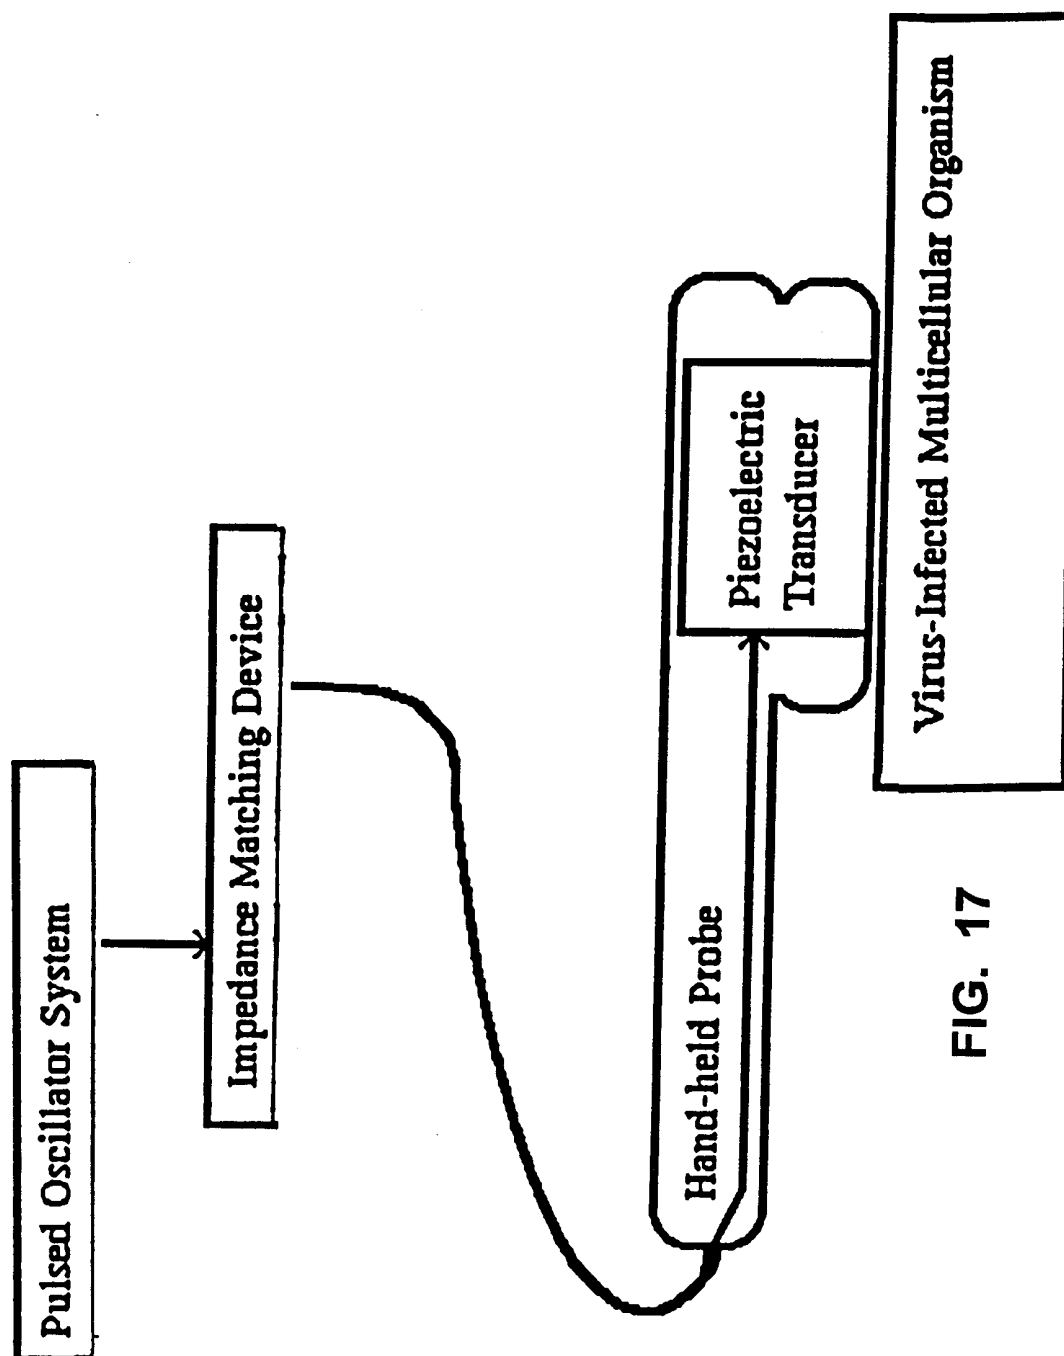 Pulsed Oscillator System
Impedance Matching Device
Hand-held Probe
Piezoelectric
Transducer
Virus-Infected Multicellular Organism
FIG. 17